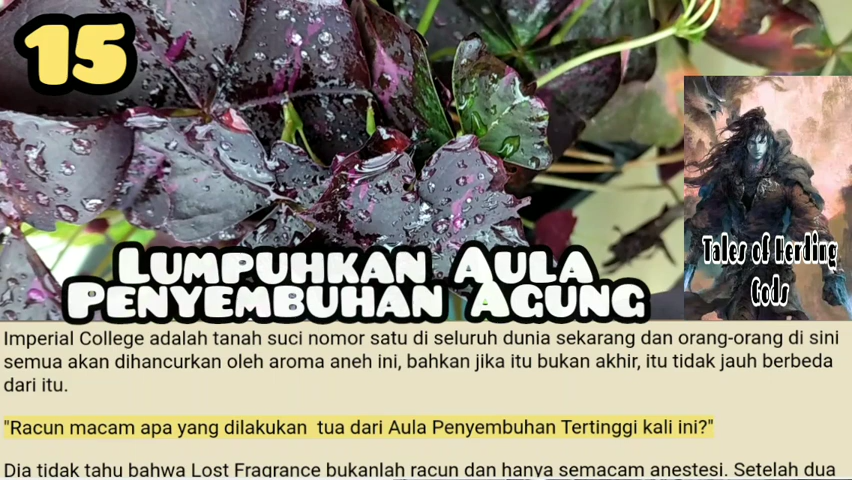 15
Tales of Herding
Gods
LUMPUHKAN AULA
PENYEMBUHAN AGUNG
Imperial College adalah tanah suci nomor satu di seluruh dunia sekarang dan orang-orang di sini
semua akan dihancurkan oleh aroma aneh ini, bahkan jika itu bukan akhir, itu tidak jauh berbeda
dari itu.
"Racun macam apa yang dilakukan  tua dari Aula Penyembuhan Tertinggi kali ini?"
Dia tidak tahu bahwa Lost Fragrance bukanlah racun dan hanya semacam anestesi. Setelah dua